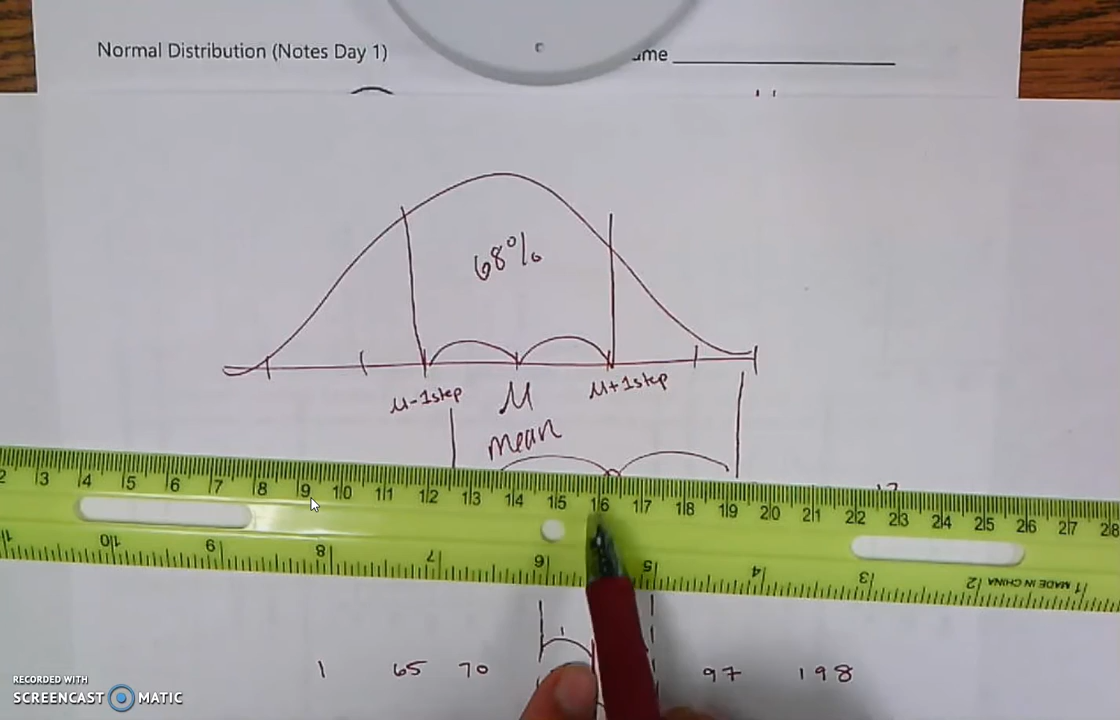 Normal Distribution (Notes Day 1)
ame
68%
μ-1step
μ
μ+1step
mean
2 3 4 5 6 7 8 9 10 11 12 13 14 15 16 17 18 19 20 21 22 23 24 25 26 27 28
11 10 9 8 7 6 5 4 3 2 1 MADE IN CHINA
1 65 70 97 198
RECORDED WITH
SCREENCAST MATIC